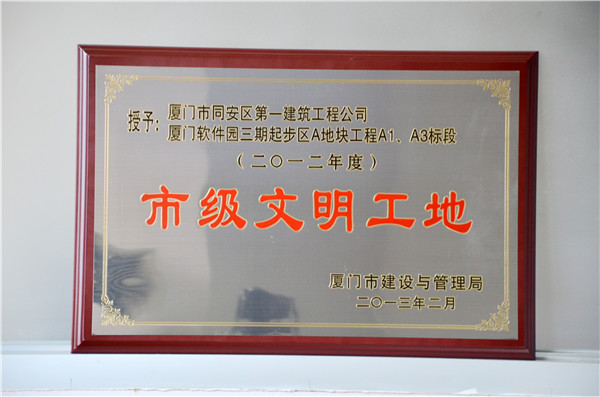 授予：厦门市同安区第一建筑工程公司
厦门软件园三期起步区A地块工程A1、A3标段
（二〇一二年度）
市级文明工地
厦门市建设与管理局
二〇一三年二月